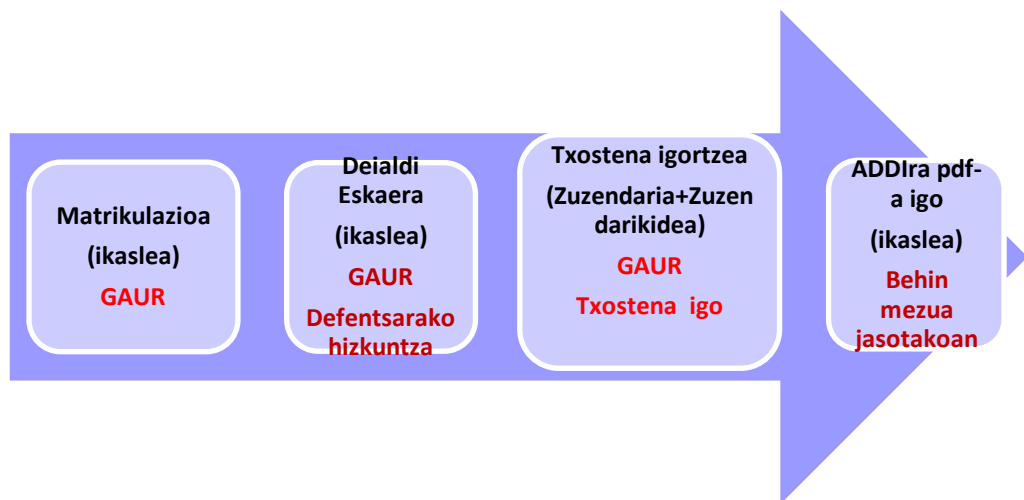 Matrikulazioa
(ikaslea)
GAUR
Deialdi
Eskaera
(ikaslea)
GAUR
Defentsarako
hizkuntza
Txostena igortzea
(Zuzendaria+Zuzen
darikidea)
GAUR
Txostena igo
ADDIra pdf-
a igo
(ikaslea)
Behin
mezua
jasotakoan